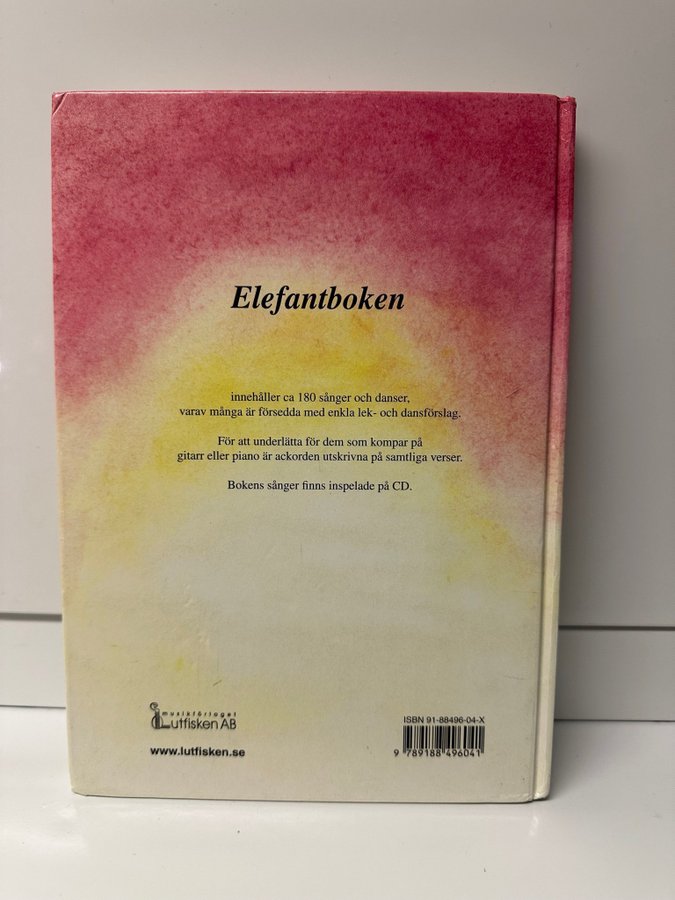 Elefantboken
innehåller ca 180 sånger och danser,
varav många är försedda med enkla lek- och dansförslag.
För att underlätta för dem som kompar på
gitarr eller piano är ackorden utskrivna på samtliga verser.
Bokens sånger finns inspelade på CD.
musikförlaget
Lutfisken AB
www.lutfisken.se
ISBN 91-88496-04-X
9 789188 496041